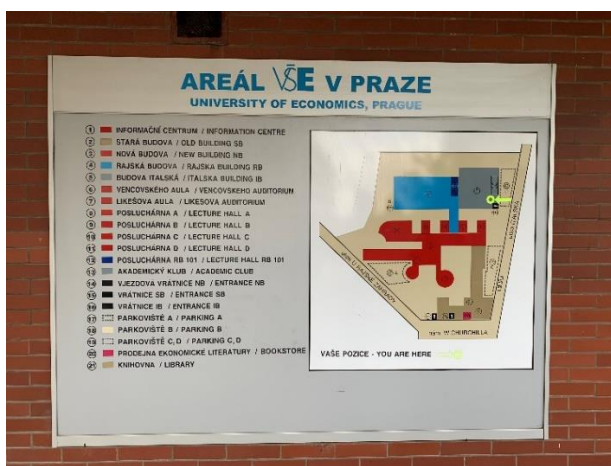 AREÁL VŠE V PRAZE
UNIVERSITY OF ECONOMICS, PRAGUE
1 INFORMAČNÍ CENTRUM / INFORMATION CENTRE
2 STARÁ BUDOVA / OLD BUILDING SB
3 NOVÁ BUDOVA / NEW BUILDING NB
4 RAJSKÁ BUDOVA / RAJSKA BUILDING RB
5 BUDOVA ITALSKÁ / ITALSKA BUILDING IB
6 VENCOVSKÉHO AULA / VENCOVSKEHO AUDITORIUM
7 LIKEŠOVA AULA / LIKESOVA AUDITORIUM
8 POSLUCHÁRNA A / LECTURE HALL A
9 POSLUCHÁRNA B / LECTURE HALL B
10 POSLUCHÁRNA C / LECTURE HALL C
11 POSLUCHÁRNA D / LECTURE HALL D
12 POSLUCHÁRNA RB 101 / LECTURE HALL RB 101
13 AKADEMICKÝ KLUB / ACADEMIC CLUB
14 VJEZDOVÁ VRÁTNICE NB / ENTRANCE NB
15 VRÁTNICE SB / ENTRANCE SB
16 VRÁTNICE IB / ENTRANCE IB
17 PARKOVIŠTĚ A / PARKING A
18 PARKOVIŠTĚ B / PARKING B
19 PARKOVIŠTĚ C, D / PARKING C, D
20 PRODEJNA EKONOMICKÉ LITERATURY / BOOKSTORE
21 KNIHOVNA / LIBRARY
W CHURCHILLA
VAŠE POZICE - YOU ARE HERE